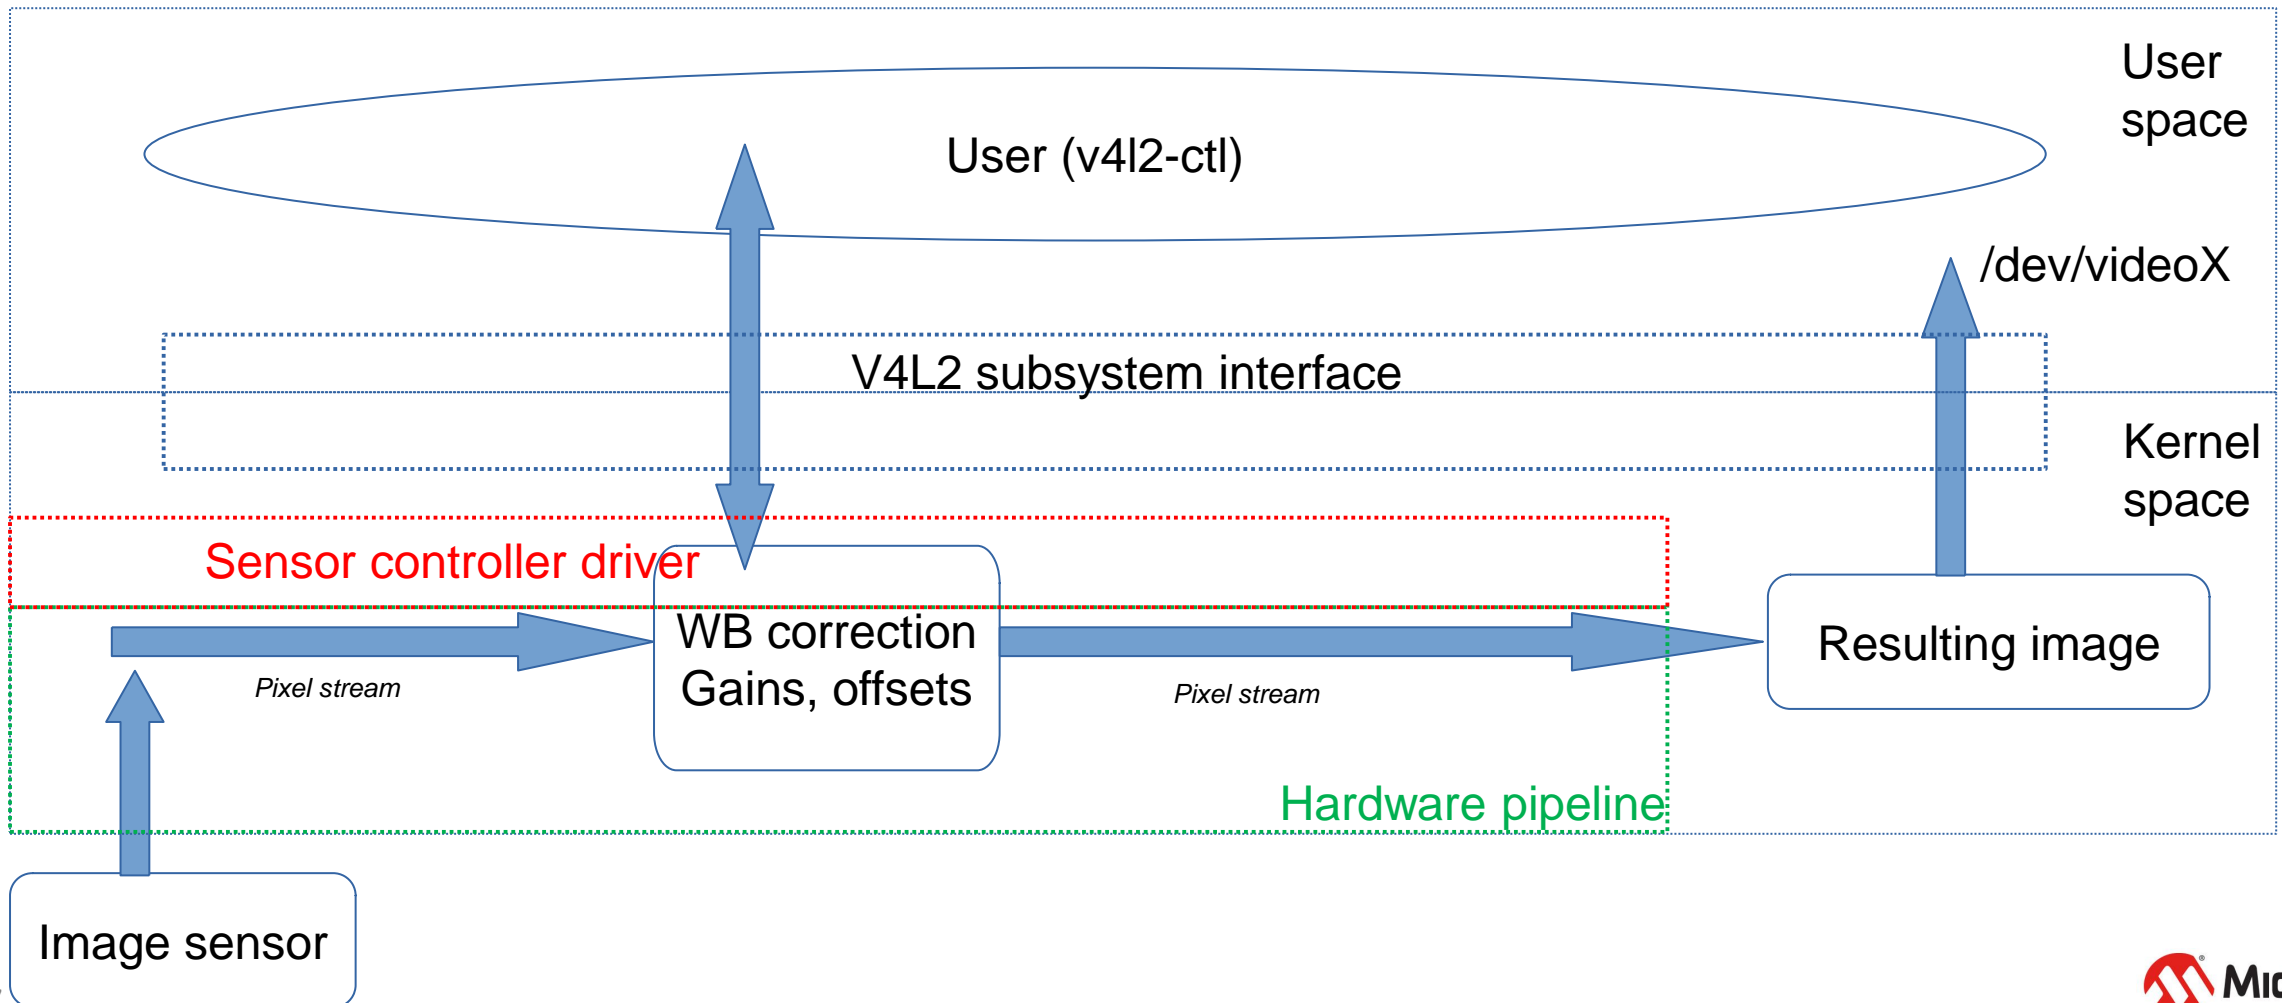 User
space
User (v4l2-ctl)
/dev/videoX
V4L2 subsystem interface
Kernel
space
Sensor controller driver
WB correction
Gains, offsets
Pixel stream
Pixel stream
Resulting image
Hardware pipeline
Image sensor